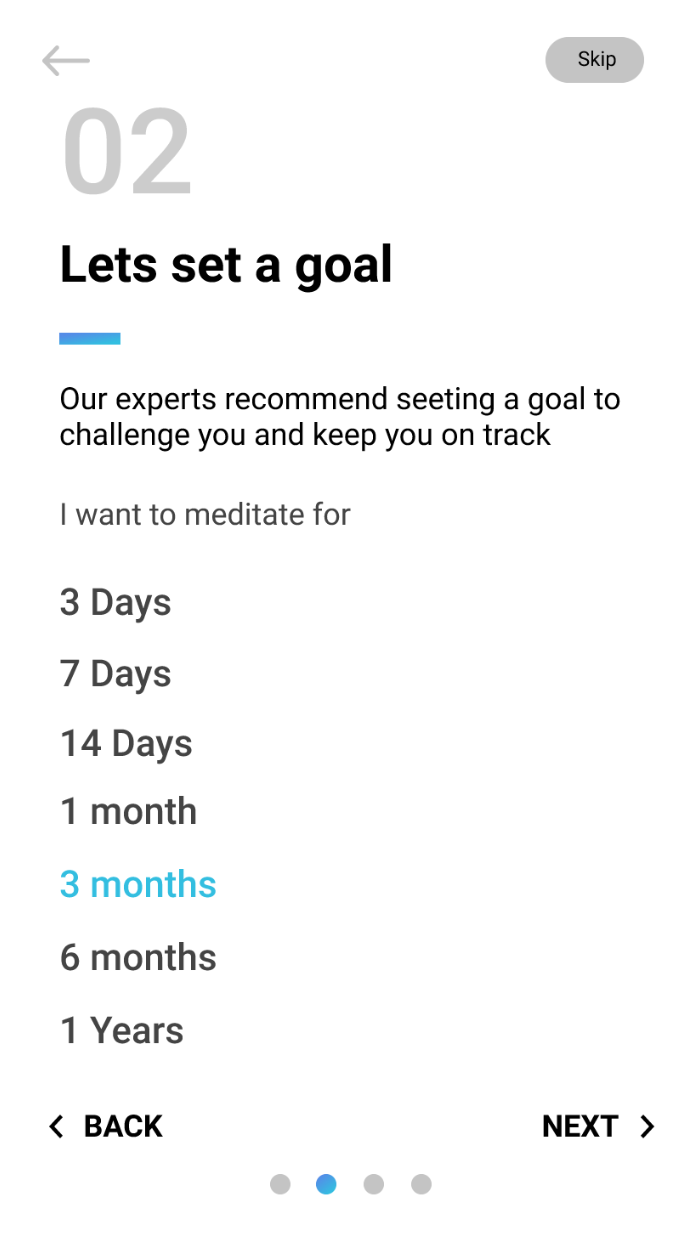 Skip
02
Lets set a goal
Our experts recommend seeting a goal to
challenge you and keep you on track
I want to meditate for
3 Days
7 Days
14 Days
1 month
3 months
6 months
1 Years
BACK
NEXT